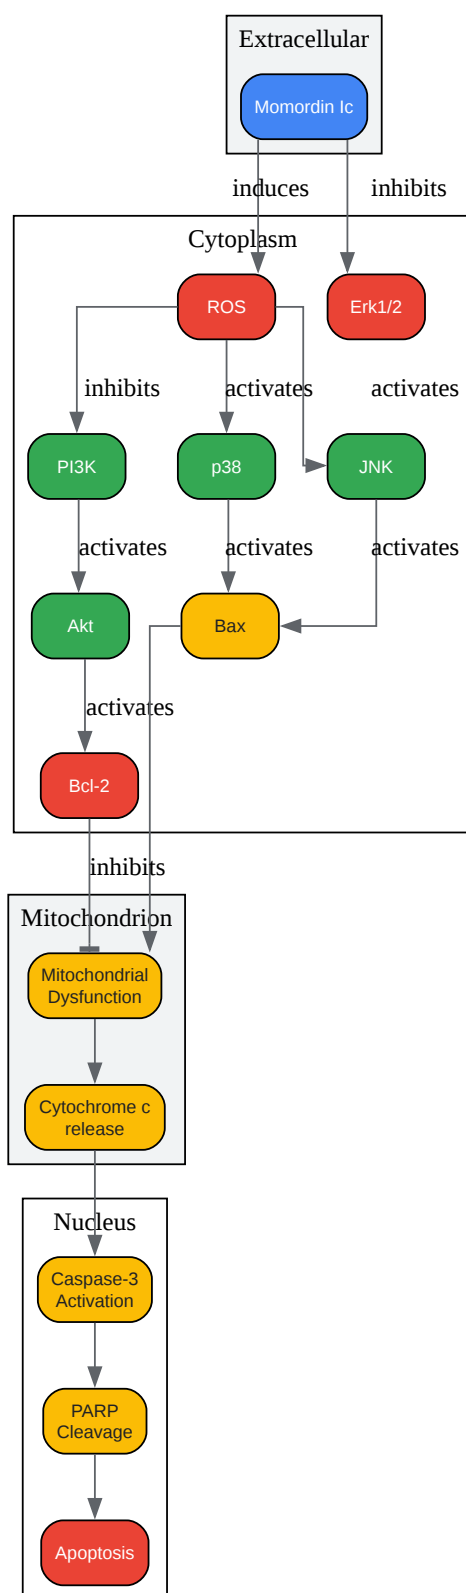 Extracellular
Momordin Ic
induces
inhibits
Cytoplasm
ROS
Erk1/2
inhibits
activates
activates
PI3K
p38
JNK
activates
activates
activates
Akt
Bax
activates
Bcl-2
inhibits
Mitochondrion
Mitochondrial
Dysfunction
Cytochrome c
release
Nucleus
Caspase-3
Activation
PARP
Cleavage
Apoptosis